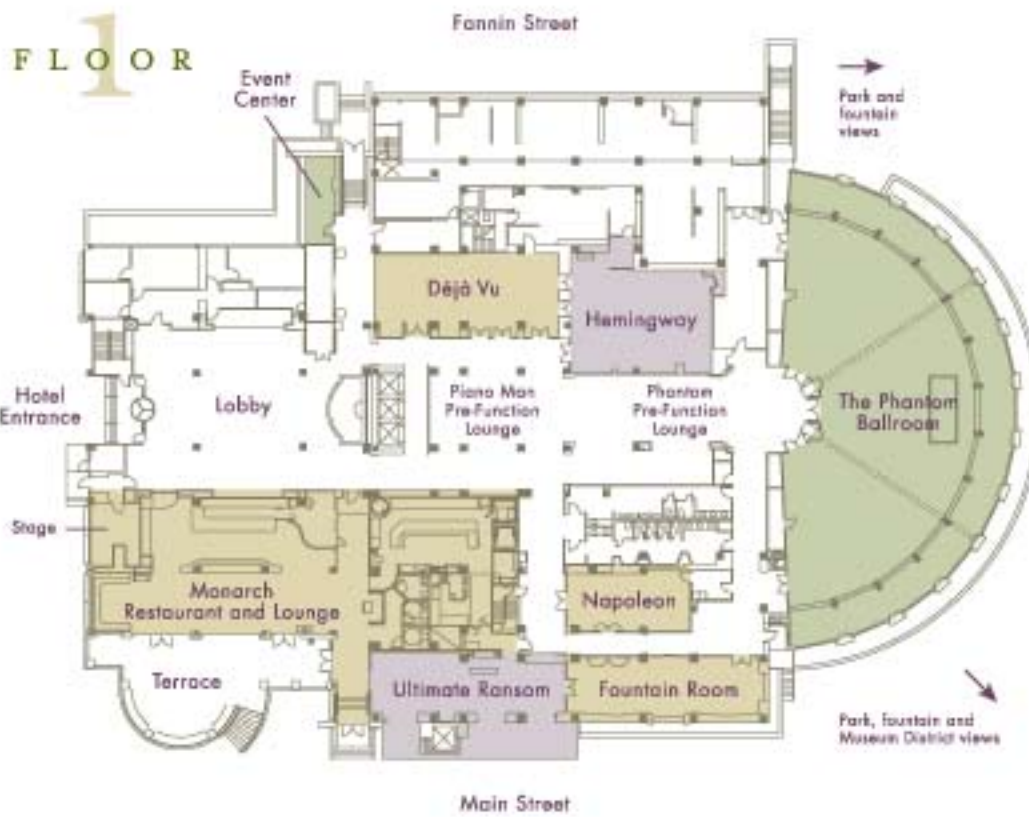 Fannin Street
1
FLOOR
Event
Center
Park and
fountain
views
Déjà Vu
Hemingway
Hotel
Entrance
Lobby
Piano Man
Pre-Function
Lounge
Phantom
Pre-Function
Lounge
The Phantom
Ballroom
Stage
Monarch
Restaurant and Lounge
Napoleon
Terrace
Ultimate Ransom
Fountain Room
Park, fountain and
Museum District views
Main Street